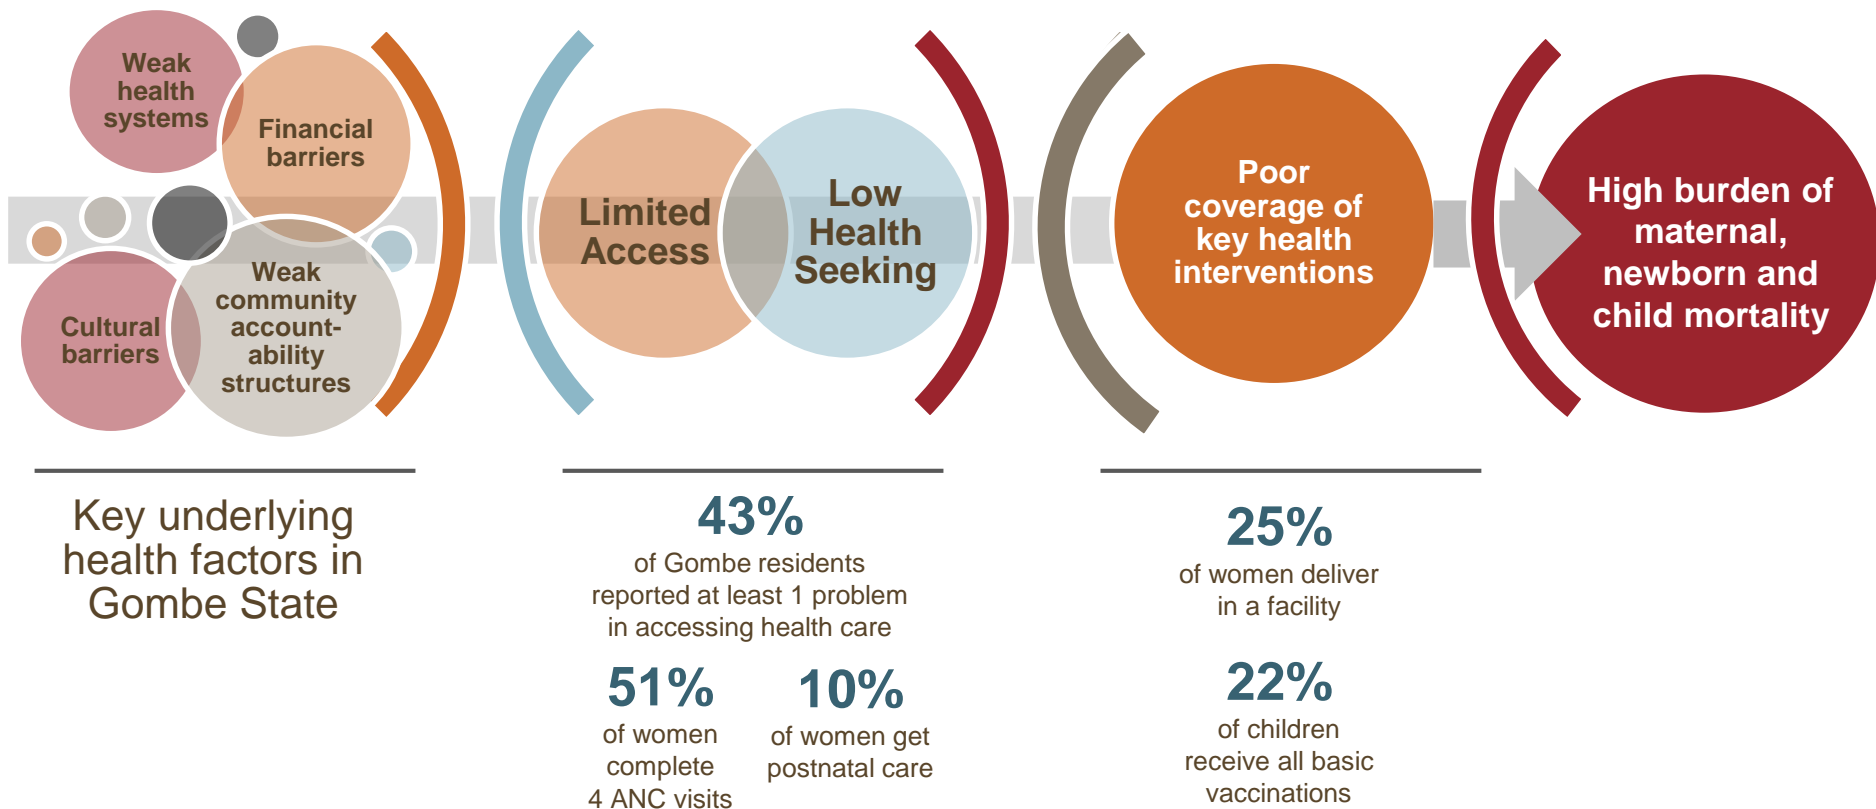 Weak
health
systems
Financial
barriers
Cultural
barriers
Weak
community
account-
ability
structures
Limited
Access
Low
Health
Seeking
Poor
coverage of
key health
interventions
High burden of
maternal,
newborn and
child mortality
Key underlying
health factors in
Gombe State
43%
of Gombe residents
reported at least 1 problem
in accessing health care
51%
of women
complete
4 ANC visits
10%
of women get
postnatal care
25%
of women deliver
in a facility
22%
of children
receive all basic
vaccinations